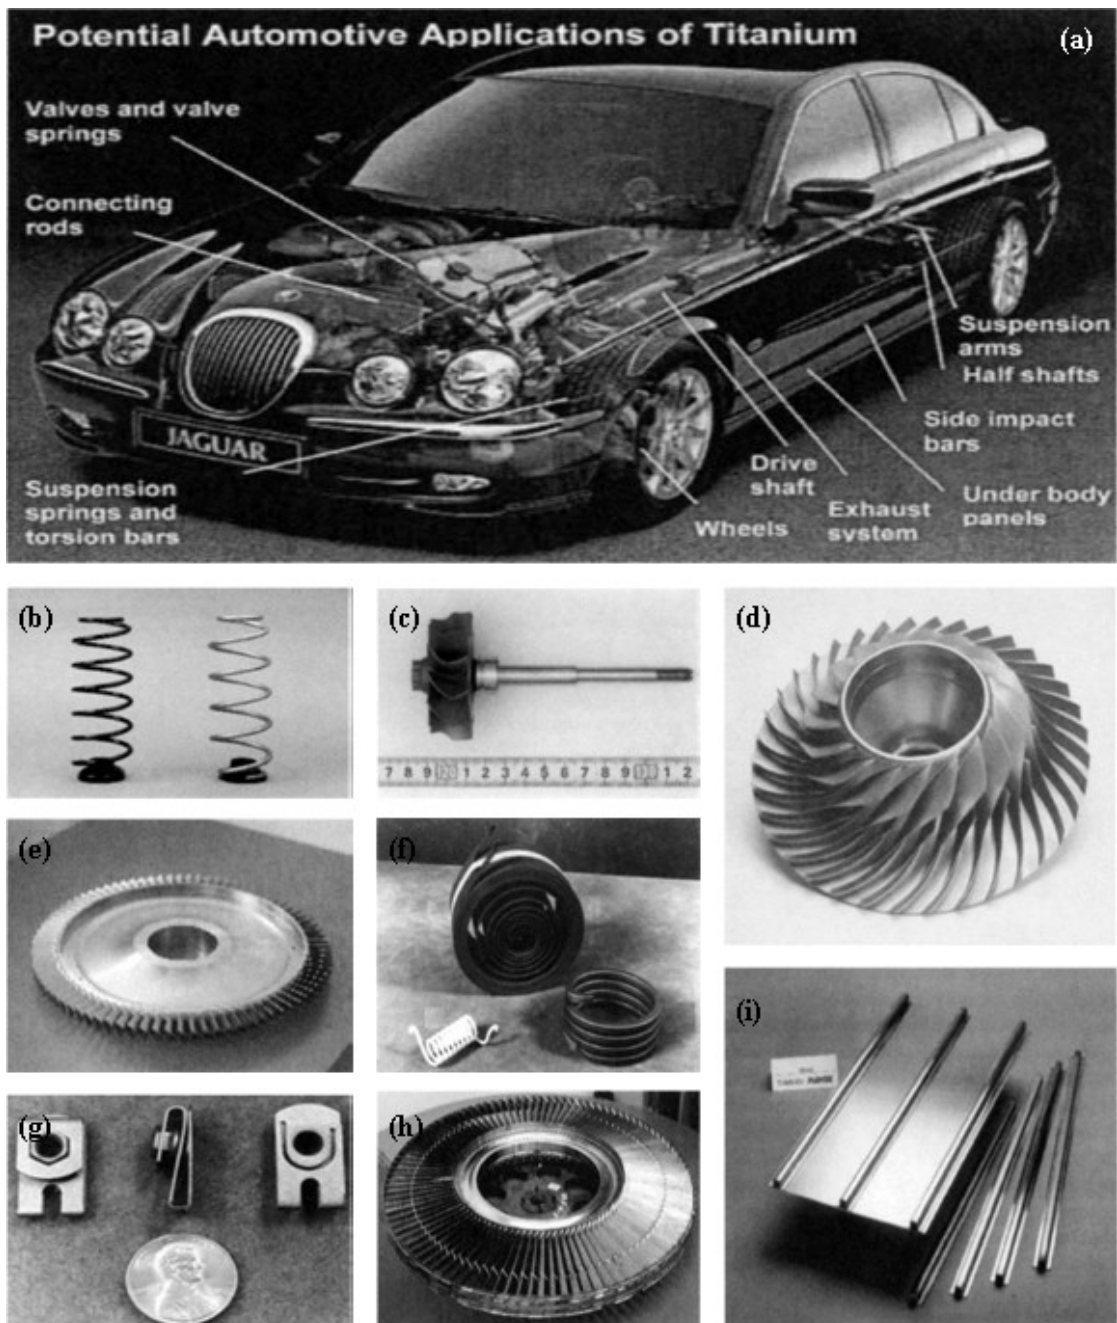 Potential Automotive Applications of Titanium
(a)
Valves and valve
springs
Connecting
rods
Suspension
arms
Half shafts
Side impact
bars
Drive
shaft
Under body
panels
Exhaust
system
Wheels
JAGUAR
Suspension
springs and
torsion bars
(b)
(c)
(d)
7 8 9 1 2 3 4 5 6 7 8 9 1 2
(e)
(f)
(g)
(h)
(i)